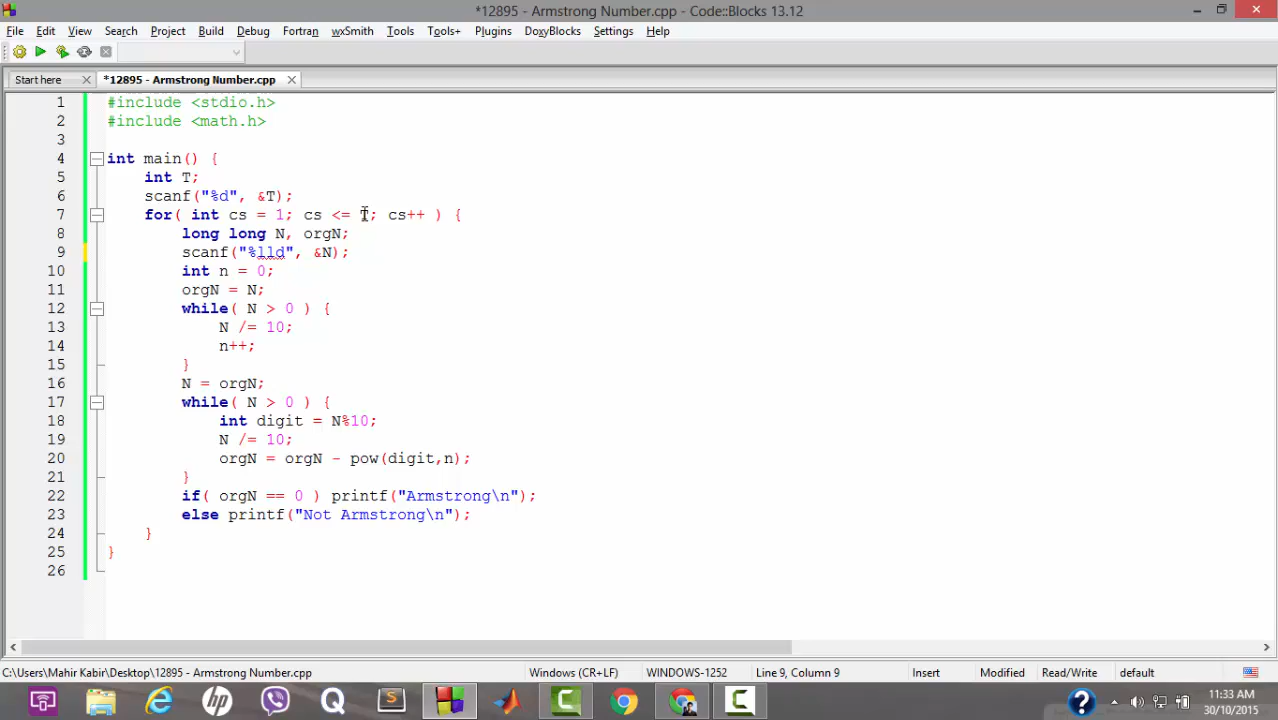 *12895 - Armstrong Number.cpp - Code::Blocks 13.12
File Edit View Search Project Build Debug Fortran wxSmith Tools Tools+ Plugins DoxyBlocks Settings Help
Start here *12895 - Armstrong Number.cpp
1 #include <stdio.h>
2 #include <math.h>
3
4 int main() {
5     int T;
6     scanf("%d", &T);
7     for( int cs = 1; cs <= T; cs++ ) {
8         long long N, orgN;
9         scanf("%lld", &N);
10         int n = 0;
11         orgN = N;
12         while( N > 0 ) {
13             N /= 10;
14             n++;
15         }
16         N = orgN;
17         while( N > 0 ) {
18             int digit = N%10;
19             N /= 10;
20             orgN = orgN - pow(digit,n);
21         }
22         if( orgN == 0 ) printf("Armstrong\n");
23         else printf("Not Armstrong\n");
24     }
25 }
26
C:\Users\Mahir Kabir\Desktop\12895 - Armstrong Number.cpp Windows (CR+LF) WINDOWS-1252 Line 9, Column 9 Insert Modified Read/Write default
11:33 AM
30/10/2015